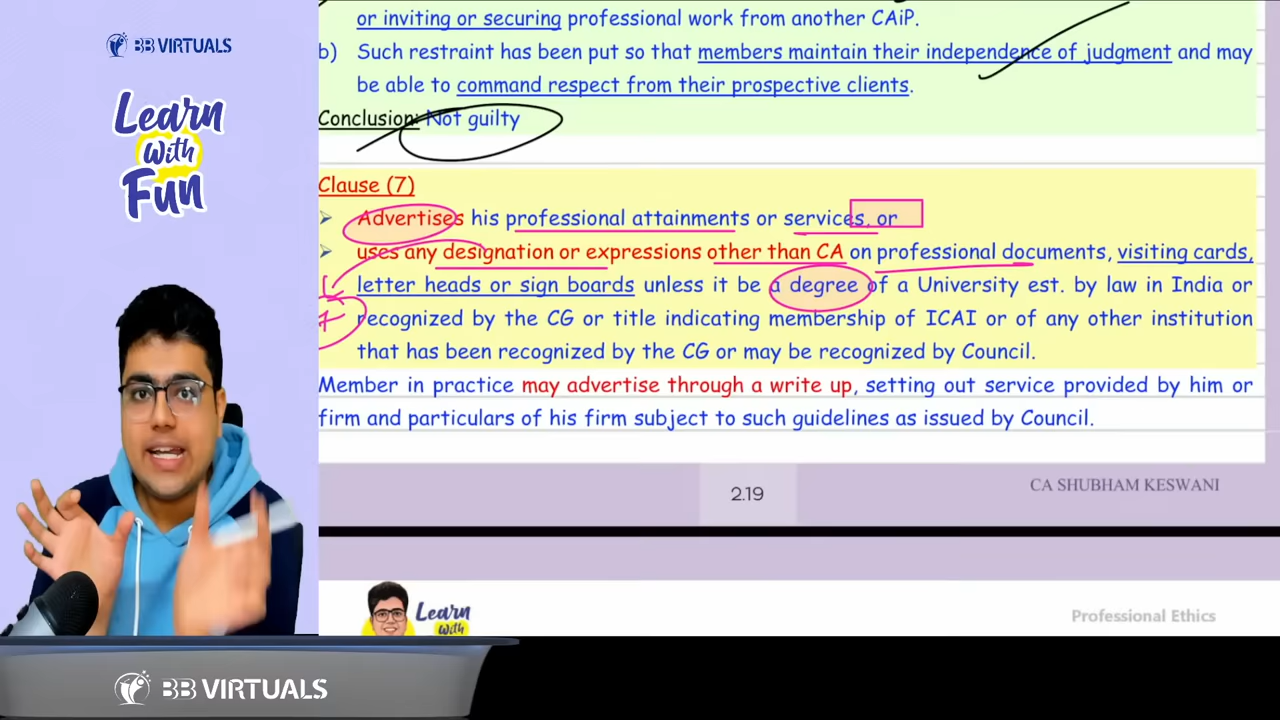 BB VIRTUALS
Learn
With
Fun
or inviting or securing professional work from another CAiP.
b) Such restraint has been put so that members maintain their independence of judgment and may
be able to command respect from their prospective clients.
Conclusion: Not guilty
Clause (7)
➢ Advertises his professional attainments or services, or
➢ uses any designation or expressions other than CA on professional documents, visiting cards,
letter heads or sign boards unless it be a degree of a University est. by law in India or
recognized by the CG or title indicating membership of ICAI or of any other institution
that has been recognized by the CG or may be recognized by Council.
Member in practice may advertise through a write up, setting out service provided by him or
firm and particulars of his firm subject to such guidelines as issued by Council.
2.19
CA SHUBHAM KESWANI
Learn
With
Professional Ethics
BB VIRTUALS